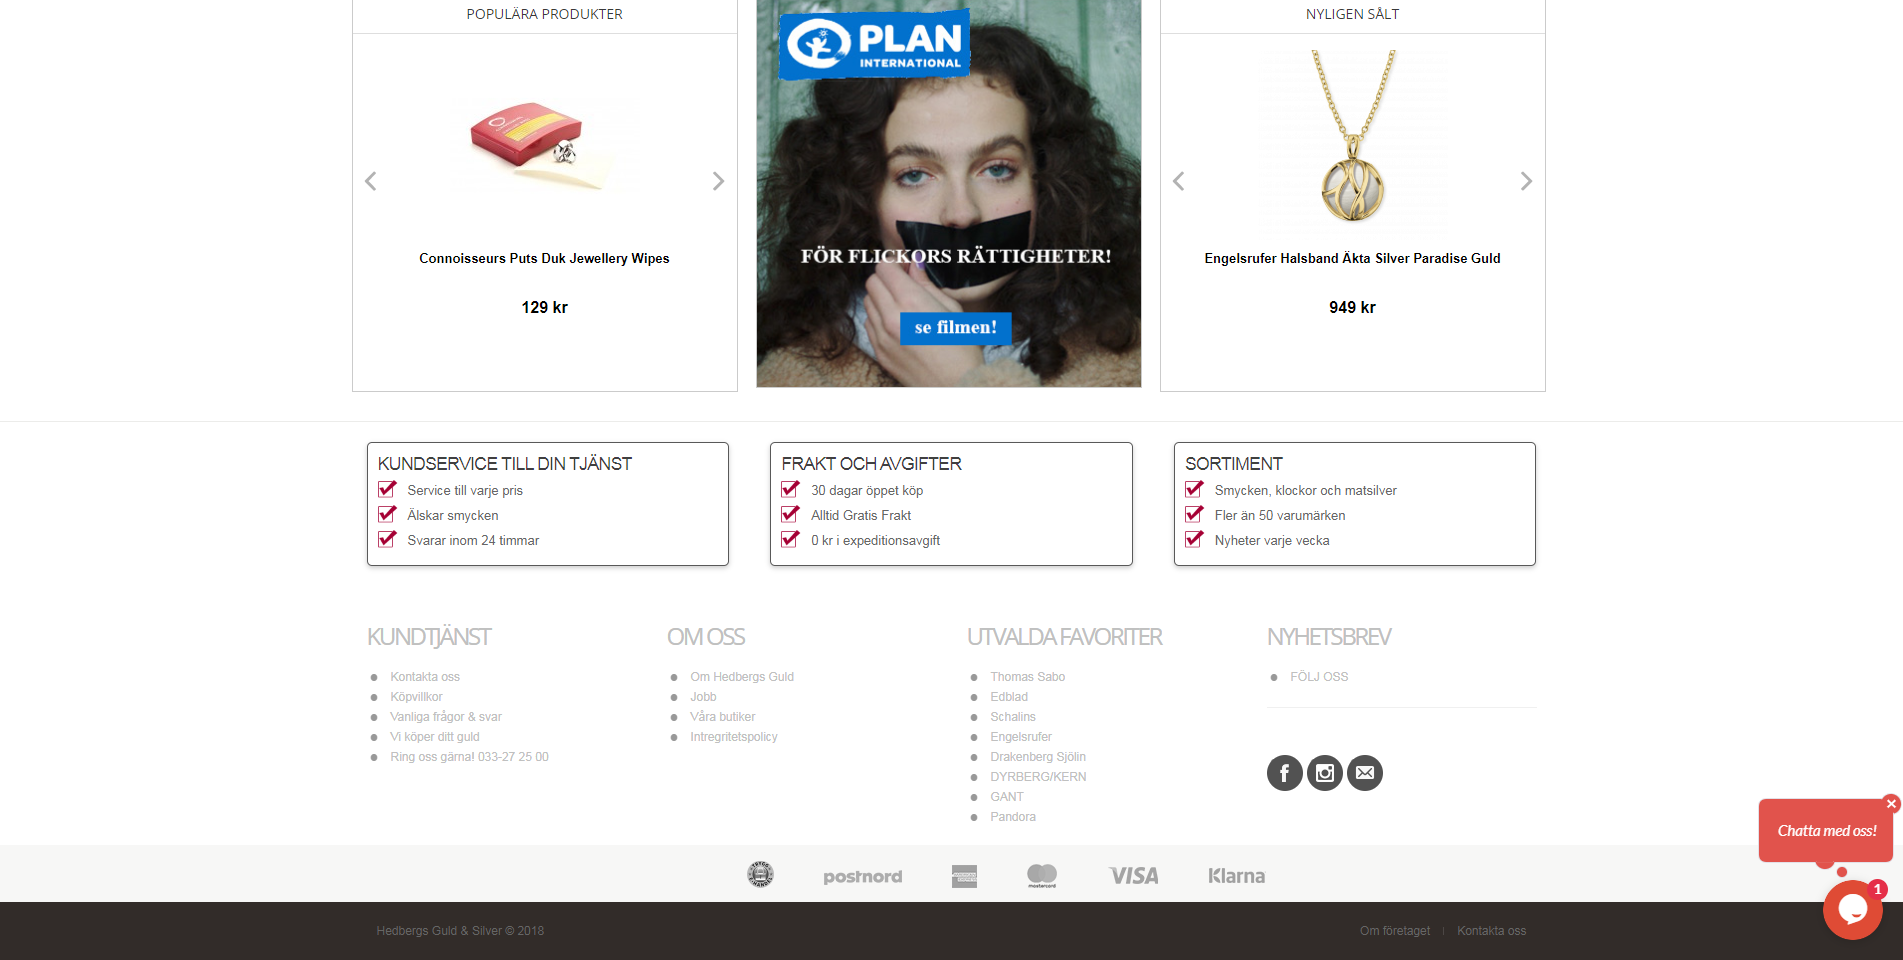 POPULÄRA PRODUKTER
Connoisseurs Puts Duk Jewellery Wipes
129 kr
PLAN
INTERNATIONAL
FÖR FLICKORS RÄTTIGHETER!
se filmen!
NYLIGEN SÅLT
Engelsrufer Halsband Äkta Silver Paradise Guld
949 kr
KUNDSERVICE TILL DIN TJÄNST
Service till varje pris
Älskar smycken
Svarar inom 24 timmar
FRAKT OCH AVGIFTER
30 dagar öppet köp
Alltid Gratis Frakt
0 kr i expeditionsavgift
SORTIMENT
Smycken, klockor och matsilver
Fler än 50 varumärken
Nyheter varje vecka
KUNDTJÄNST
Kontakta oss
Köpvillkor
Vanliga frågor & svar
Vi köper ditt guld
Ring oss gärna! 033-27 25 00
OM OSS
Om Hedbergs Guld
Jobb
Våra butiker
Intregritetspolicy
UTVALDA FAVORITER
Thomas Sabo
Edblad
Schalins
Engelsrufer
Drakenberg Sjölin
DYRBERG/KERN
GANT
Pandora
NYHETSBREV
FÖLJ OSS
Chatta med oss!
1
postnord
mastercard
VISA
Klarna
Hedbergs Guld & Silver © 2018
Om företaget | Kontakta oss